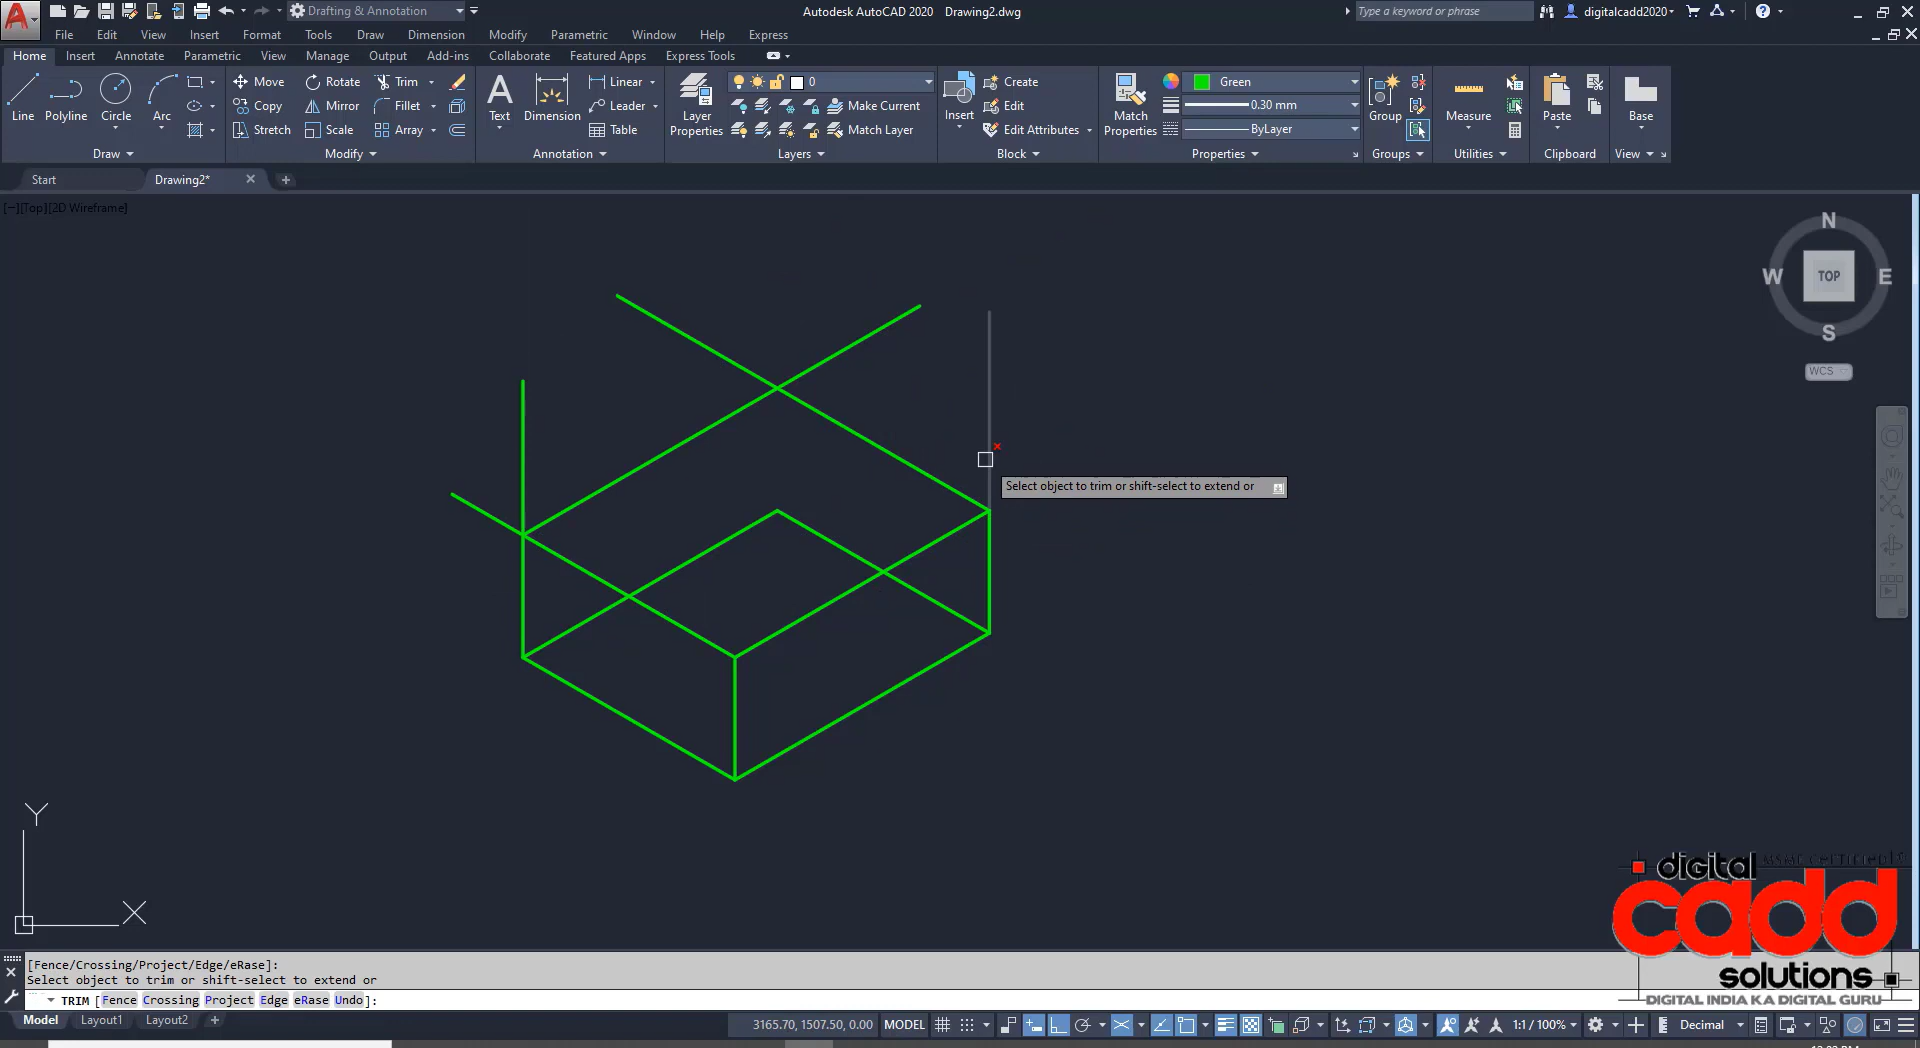 Drafting & Annotation
Autodesk AutoCAD 2020 Drawing2.dwg
Type a keyword or phrase
digitalcadd2020
File Edit View Insert Format Tools Draw Dimension Modify Parametric Window Help Express
Home Insert Annotate Parametric View Manage Output Add-ins Collaborate Featured Apps Express Tools
Line Polyline Circle Arc
Move Rotate Trim
Copy Mirror Fillet
Stretch Scale Array
Text Dimension
Linear
Leader
Table
Layer Properties
0
Make Current
Match Layer
Insert
Create
Edit
Edit Attributes
Match Properties
Green
0.30 mm
ByLayer
Group
Measure
Paste
Base
Draw Modify Annotation Layers Block Properties Groups Utilities Clipboard View
Start Drawing2*
[−][Top][2D Wireframe]
N
W TOP E
S
WCS
Select object to trim or shift-select to extend or
Y
X
digital MSME CERTIFIED
cadd
solutions
DIGITAL INDIA KA DIGITAL GURU
[Fence/Crossing/Project/Edge/eRase]:
Select object to trim or shift-select to extend or
TRIM [Fence Crossing Project Edge eRase Undo]:
Model Layout1 Layout2
3165.70, 1507.50, 0.00 MODEL
1:1 / 100%
Decimal